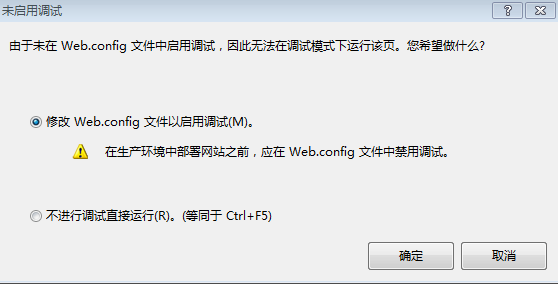 未启用调试
由于未在 Web.config 文件中启用调试，因此无法在调试模式下运行该页。您希望做什么?
修改 Web.config 文件以启用调试(M)。
在生产环境中部署网站之前，应在 Web.config 文件中禁用调试。
不进行调试直接运行(R)。(等同于 Ctrl+F5)
确定 取消